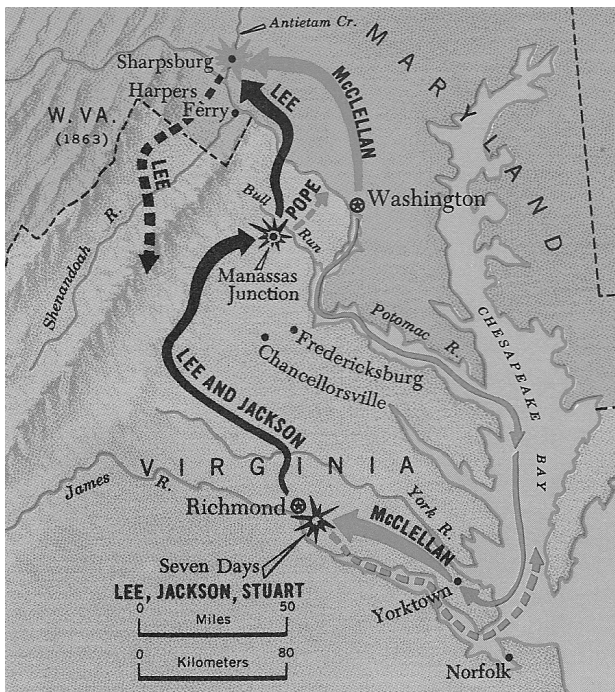 Antietam Cr.
MARYLAND
Sharpsburg
Harpers
Ferry
W. VA.
(1863)
LEE
McCLELLAN
LEE
Shenandoah R.
Bull Run
POPE
Washington
Manassas
Junction
Potomac R.
CHESAPEAKE BAY
Fredericksburg
Chancellorsville
LEE AND JACKSON
VIRGINIA
James R.
York R.
Richmond
McCLELLAN
Seven Days
LEE, JACKSON, STUART
Yorktown
0 50
Miles
Kilometers
0 80
Norfolk